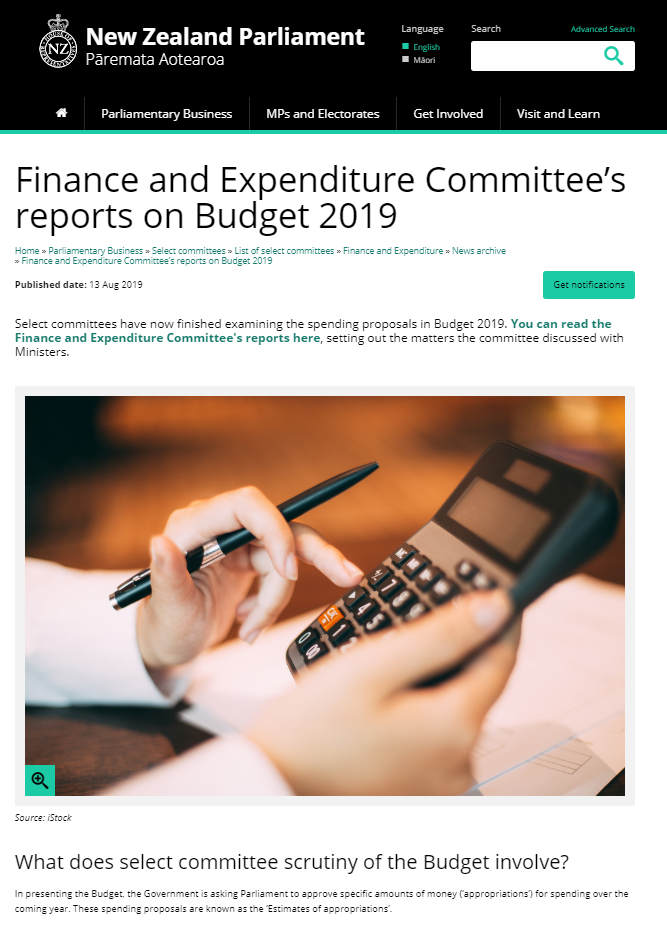 New Zealand Parliament
Pāremata Aotearoa
Language
English
Māori
Search
Advanced Search
Parliamentary Business
MPs and Electorates
Get Involved
Visit and Learn
Finance and Expenditure Committee’s
reports on Budget 2019
Home » Parliamentary Business » Select committees » List of select committees » Finance and Expenditure » News archive
» Finance and Expenditure Committee's reports on Budget 2019
Published date: 13 Aug 2019
Get notifications
Select committees have now finished examining the spending proposals in Budget 2019. You can read the
Finance and Expenditure Committee's reports here, setting out the matters the committee discussed with
Ministers.
Source: iStock
What does select committee scrutiny of the Budget involve?
In presenting the Budget, the Government is asking Parliament to approve specific amounts of money (‘appropriations’) for spending over the
coming year. These spending proposals are known as the ‘Estimates of appropriations’.